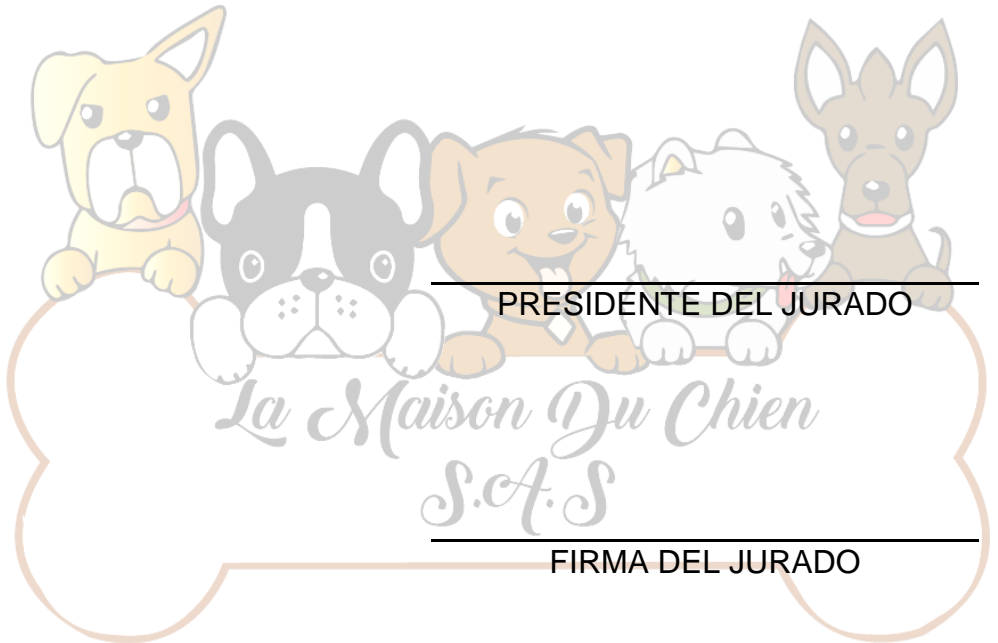 PRESIDENTE DEL JURADO
La Maison Du Chien
S.A.S
FIRMA DEL JURADO